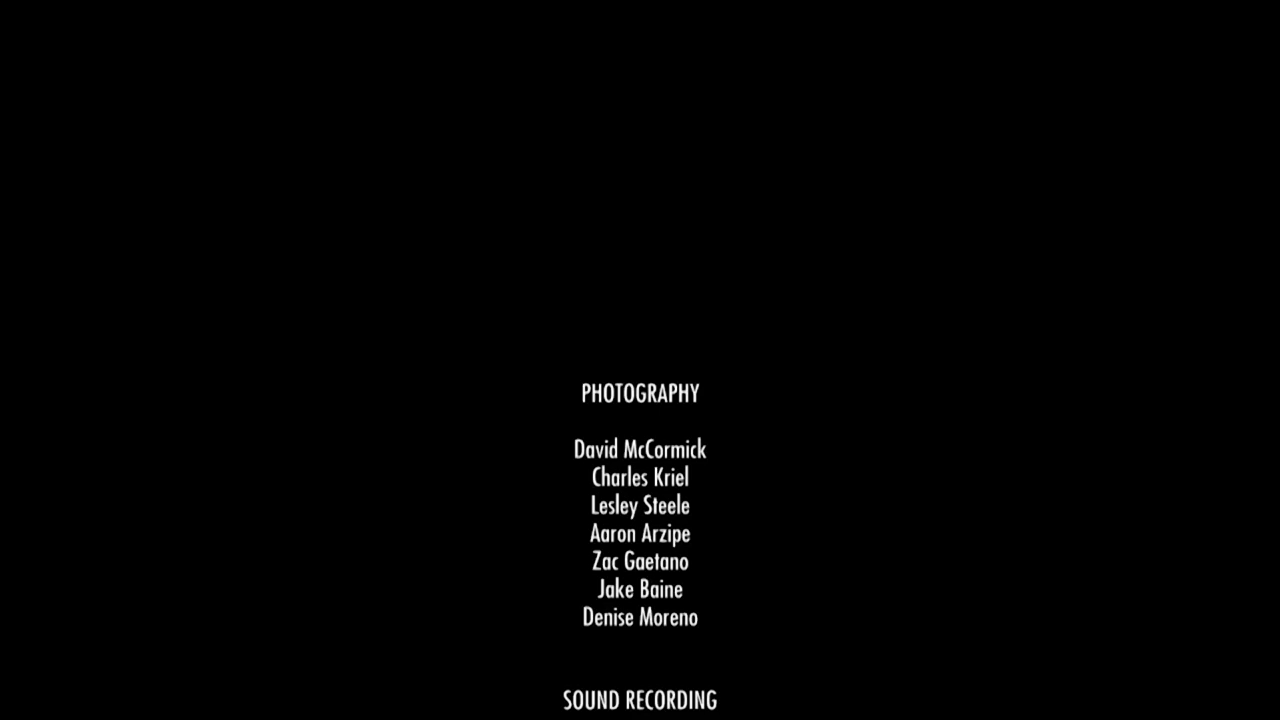 PHOTOGRAPHY
David McCormick
Charles Kriel
Lesley Steele
Aaron Arzipe
Zac Gaetano
Jake Baine
Denise Moreno
SOUND RECORDING